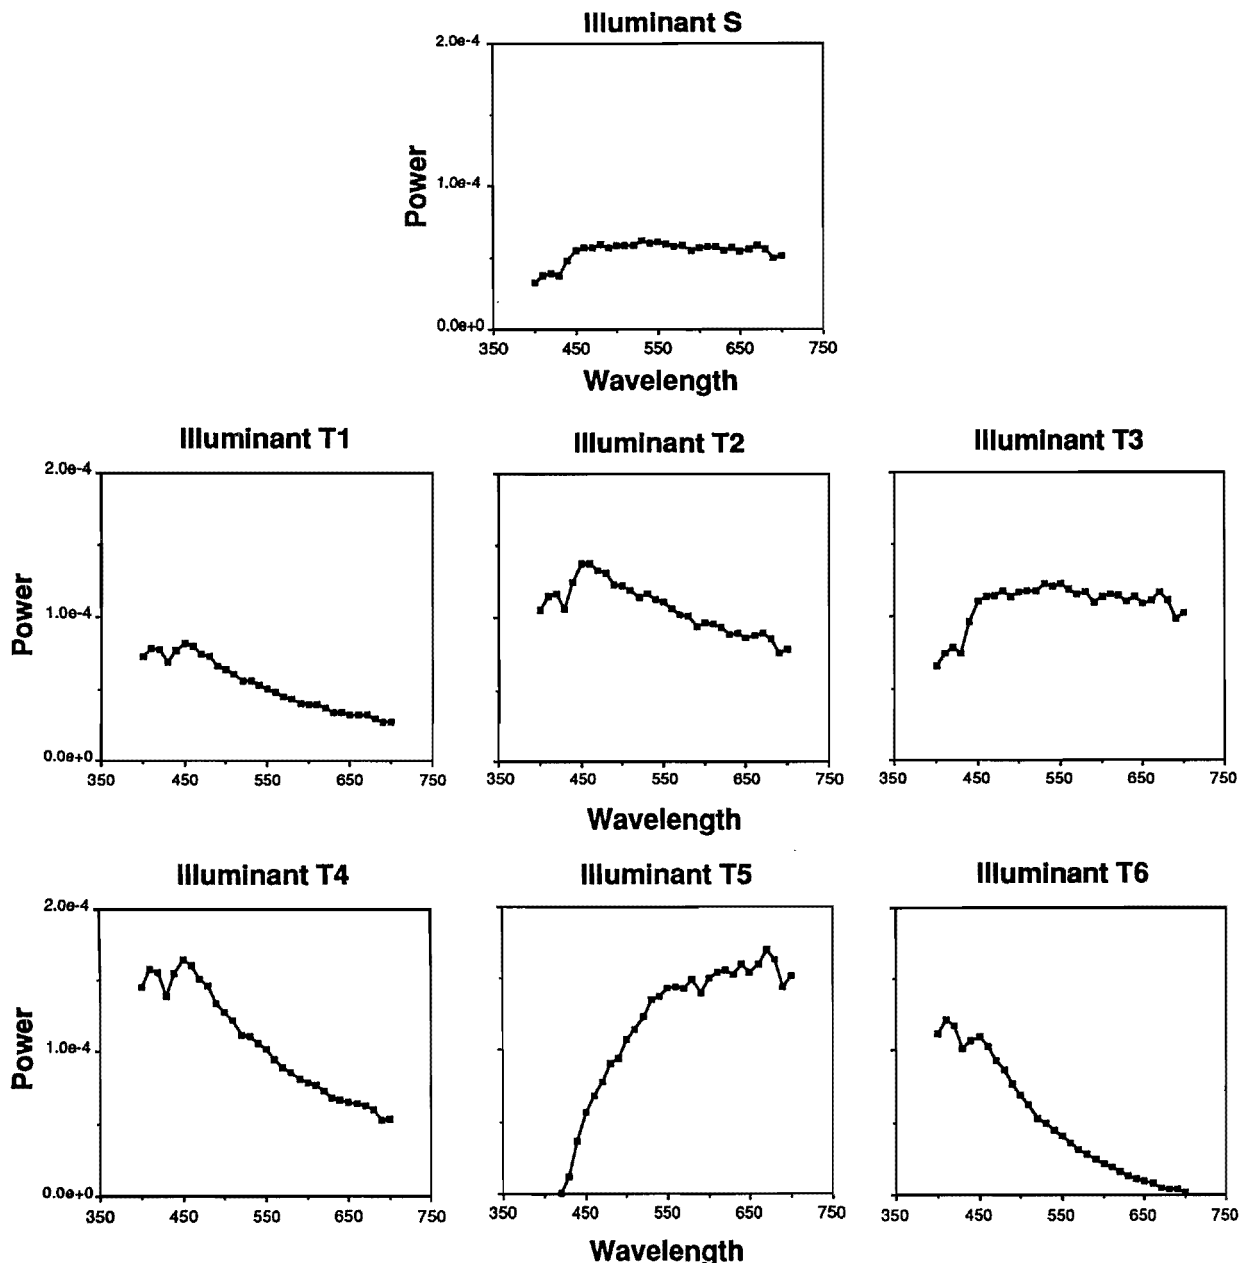 Illuminant S
2.0e-4
1.0e-4
0.0e+0
Power
350 450 550 650 750
Wavelength
Illuminant T1
Illuminant T2
Illuminant T3
2.0e-4
1.0e-4
0.0e+0
Power
350 450 550 650 750
350 450 550 650 750
350 450 550 650 750
Wavelength
Illuminant T4
Illuminant T5
Illuminant T6
2.0e-4
1.0e-4
0.0e+0
Power
350 450 550 650 750
350 450 550 650 750
350 450 550 650 750
Wavelength